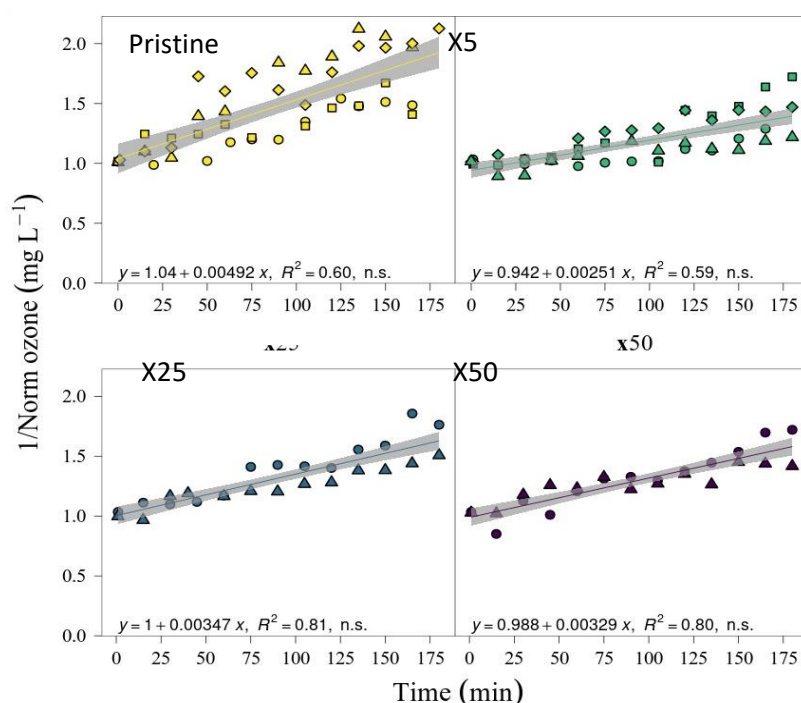 Pristine
X5
2.0
1.5
1.0
0.5
0.0
y = 1.04 + 0.00492 x, R² = 0.60, n.s.
y = 0.942 + 0.00251 x, R² = 0.59, n.s.
0 25 50 75 100 125 150 175
0 25 50 75 100 125 150 175
x50
X25
X50
2.0
1.5
1.0
0.5
0.0
y = 1 + 0.00347 x, R² = 0.81, n.s.
y = 0.988 + 0.00329 x, R² = 0.80, n.s.
0 25 50 75 100 125 150 175
0 25 50 75 100 125 150 175
1/Norm ozone (mg L⁻¹)
Time (min)